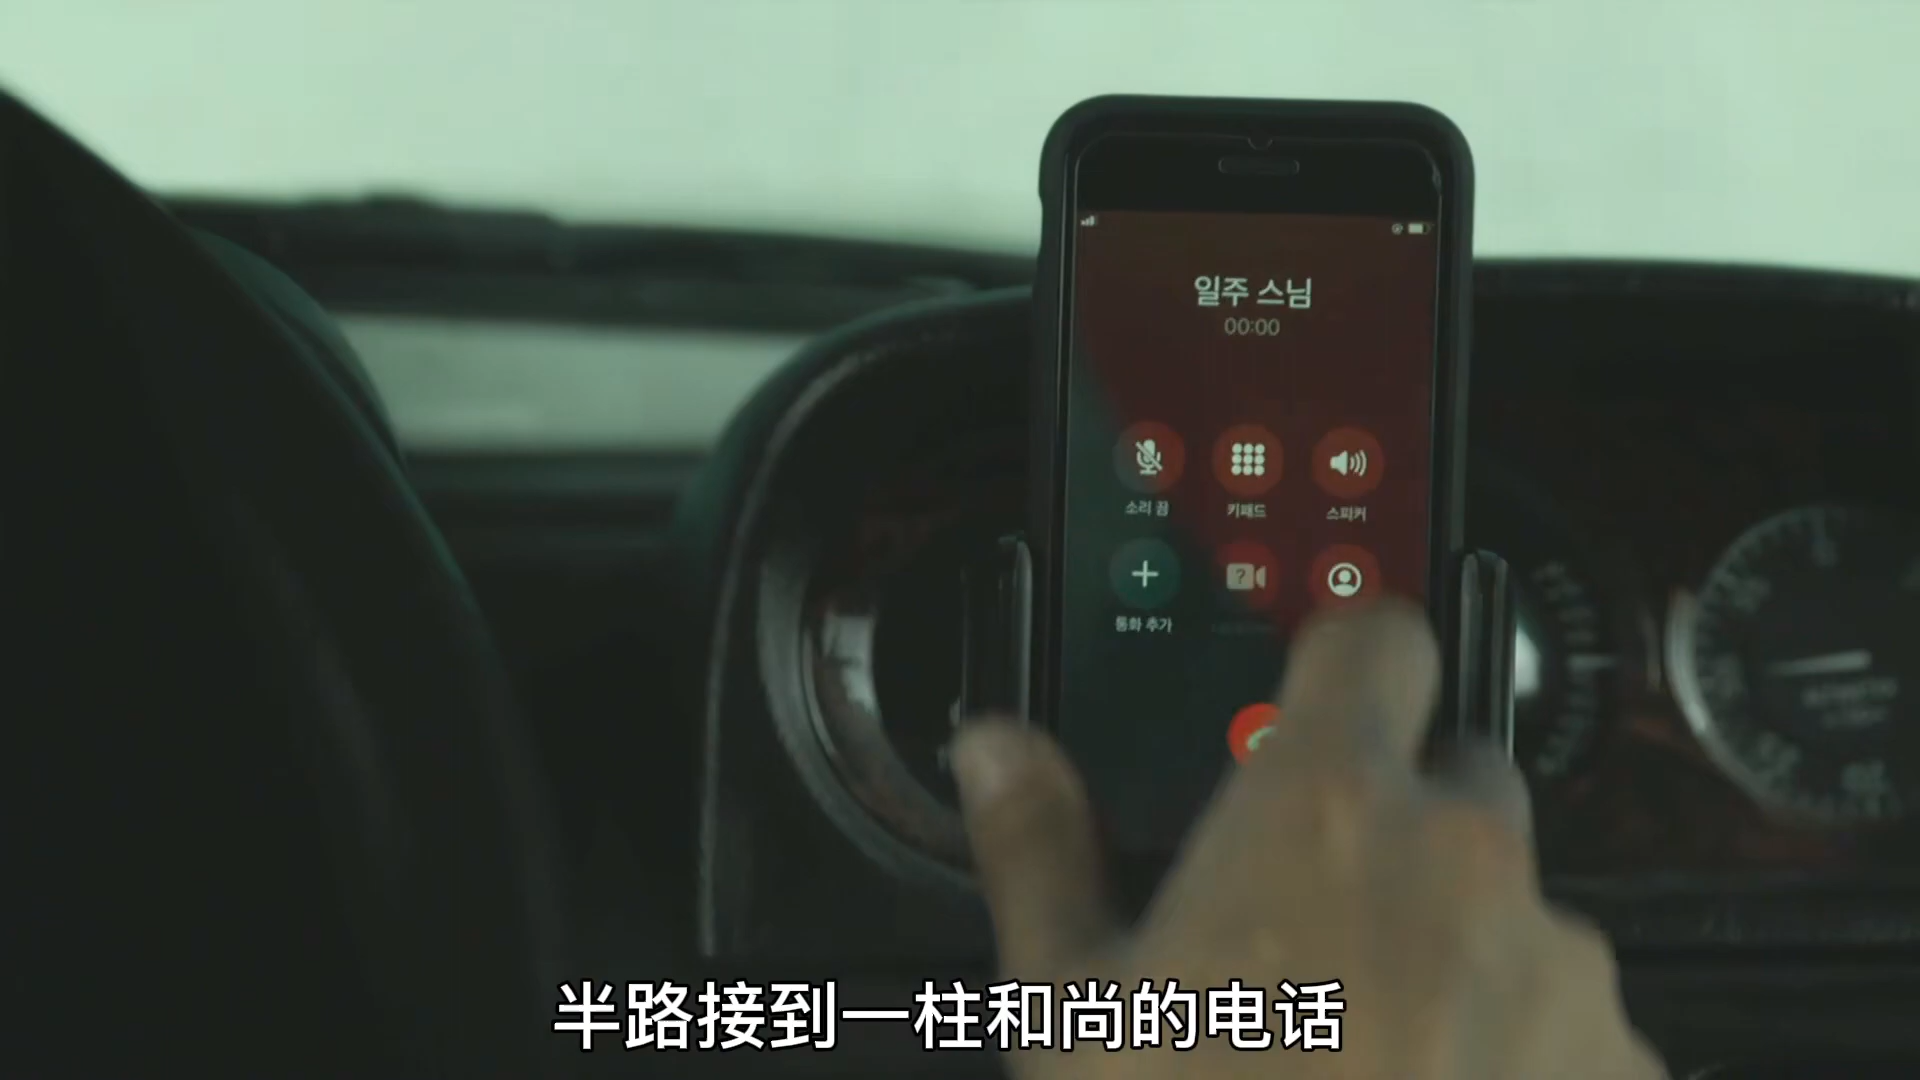 일주 스님
00:00
소리 끔
키패드
스피커
통화 추가
半路接到一柱和尚的电话